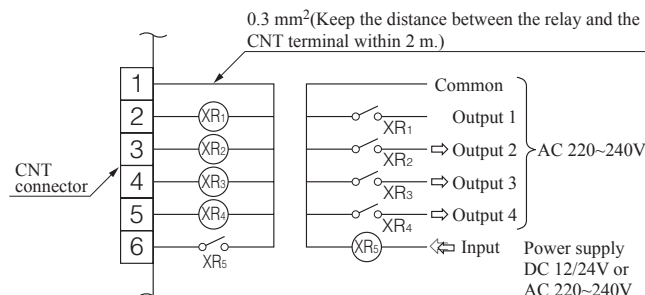 0.3 mm²(Keep the distance between the relay and the
CNT terminal within 2 m.)
1
2
3
4
5
6
CNT
connector
XR1
XR2
XR3
XR4
XR5
Common
XR1
Output 1
XR2
Output 2
XR3
Output 3
XR4
Output 4
AC 220~240V
XR5
Input
Power supply
DC 12/24V or
AC 220~240V